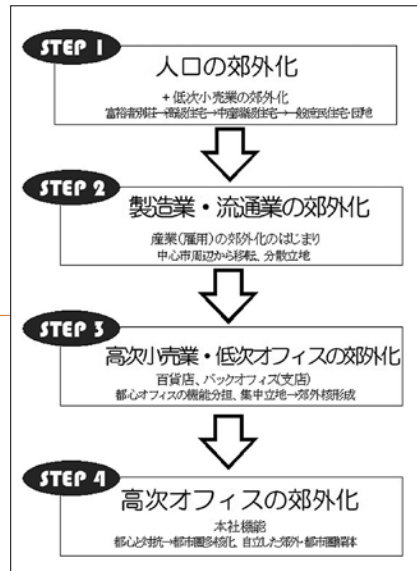 STEP 1
人口の郊外化
+低次小売業の郊外化
富裕者別荘→高級住宅→中産階級住宅→一般庶民住宅・団地
STEP 2
製造業・流通業の郊外化
産業(雇用)の郊外化のはじまり
中心市周辺から移転、分散立地
STEP 3
高次小売業・低次オフィスの郊外化
百貨店、バックオフィス(支店)
都心オフィスの機能分担、集中立地→郊外核形成
STEP 4
高次オフィスの郊外化
本社機能
都心と対抗→都市圏多核化、自立した郊外・都市圏解体